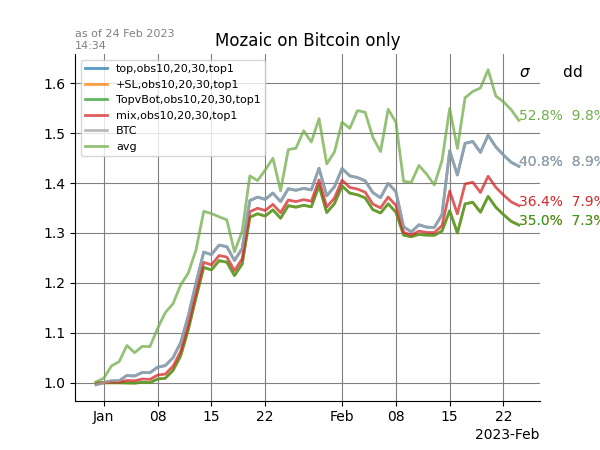 as of 24 Feb 2023
14:34
Mozaic on Bitcoin only
top,obs10,20,30,top1
+SL,obs10,20,30,top1
TopvBot,obs10,20,30,top1
mix,obs10,20,30,top1
BTC
avg
σ dd
52.8% 9.8%
40.8% 8.9%
36.4% 7.9%
35.0% 7.3%
1.6
1.5
1.4
1.3
1.2
1.1
1.0
Jan 08 15 22 Feb 08 15 22
2023-Feb